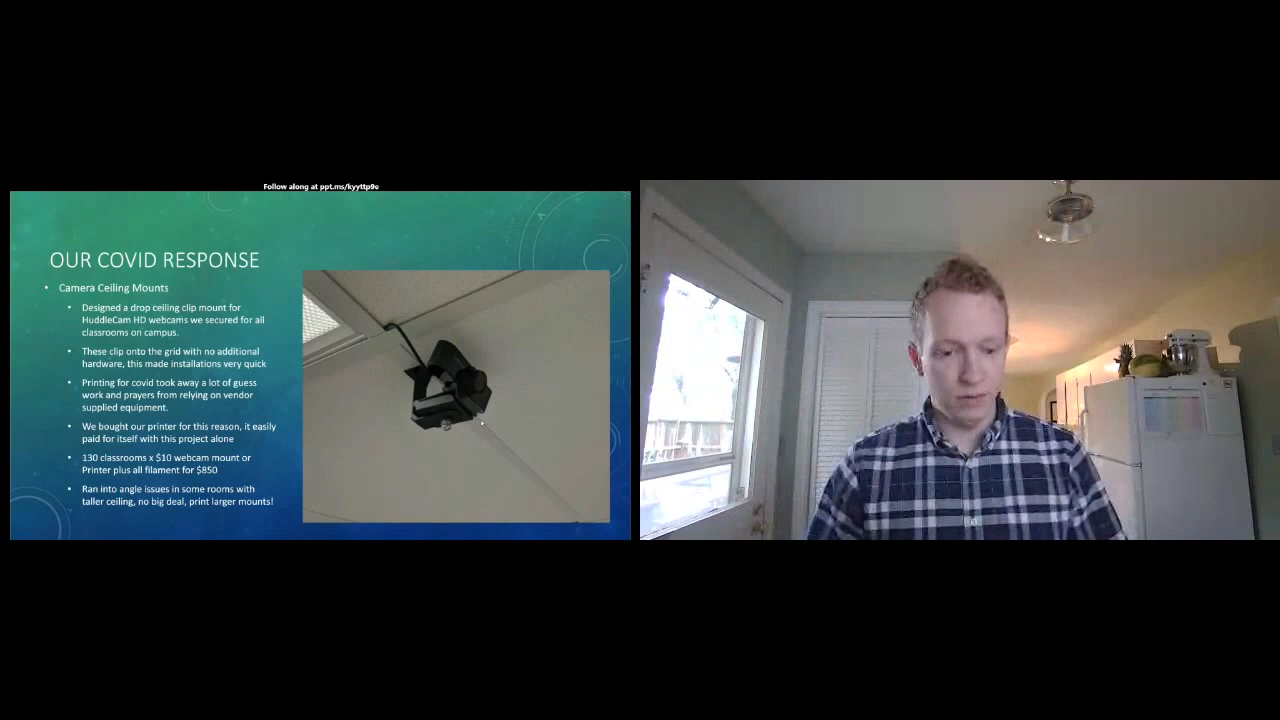 Follow along at ppt.ms/kyyttp9e
OUR COVID RESPONSE
• Camera Ceiling Mounts
• Designed a drop ceiling clip mount for
HuddleCam HD webcams we secured for all
classrooms on campus.
• These clip onto the grid with no additional
hardware, this made installations very quick
• Printing for covid took away a lot of guess
work and prayers from relying on vendor
supplied equipment.
• We bought our printer for this reason, it easily
paid for itself with this project alone
• 130 classrooms x $10 webcam mount or
Printer plus all filament for $850
• Ran into angle issues in some rooms with
taller ceiling, no big deal, print larger mounts!